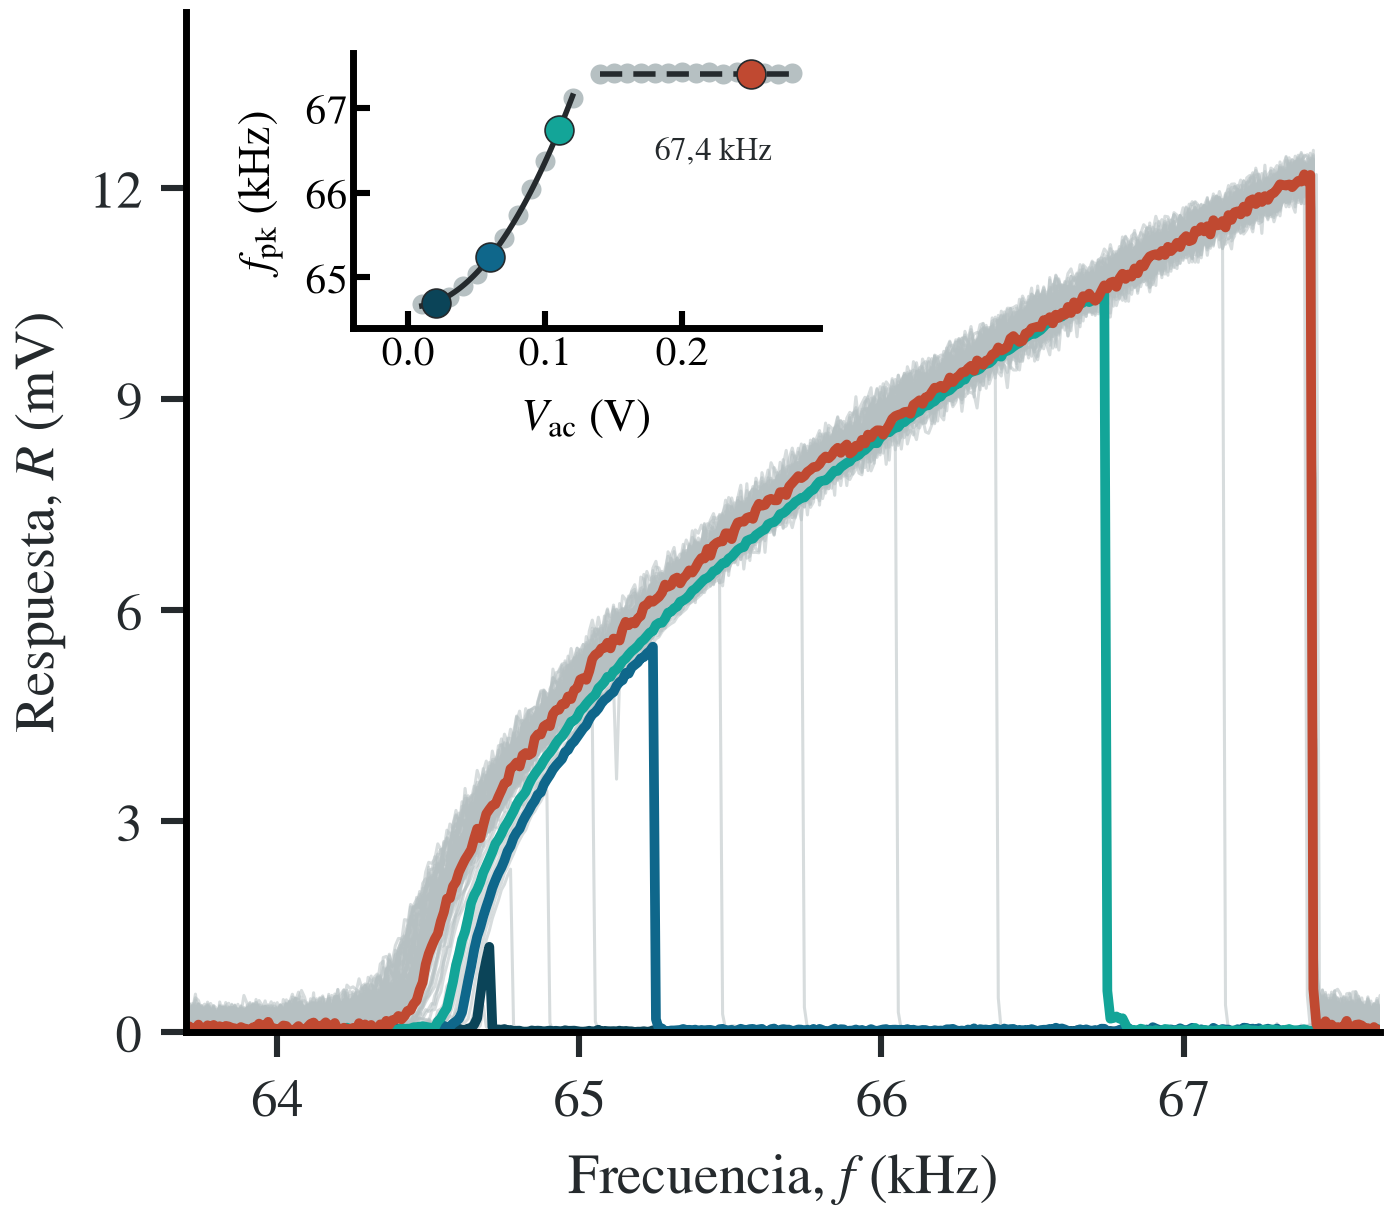 67
66
65
f_pk (kHz)
67,4 kHz
0.0 0.1 0.2
V_ac (V)
12
9
6
3
0
Respuesta, R (mV)
64 65 66 67
Frecuencia, f (kHz)